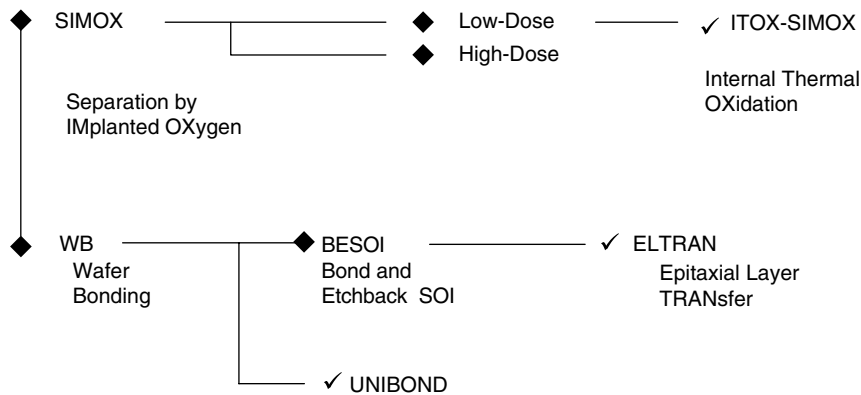 SIMOX
Low-Dose
✓ ITOX-SIMOX
High-Dose
Separation by
IMplanted OXygen
Internal Thermal
OXidation
WB
Wafer
Bonding
BESOI
Bond and
Etchback SOI
✓ ELTRAN
Epitaxial Layer
TRANsfer
✓ UNIBOND